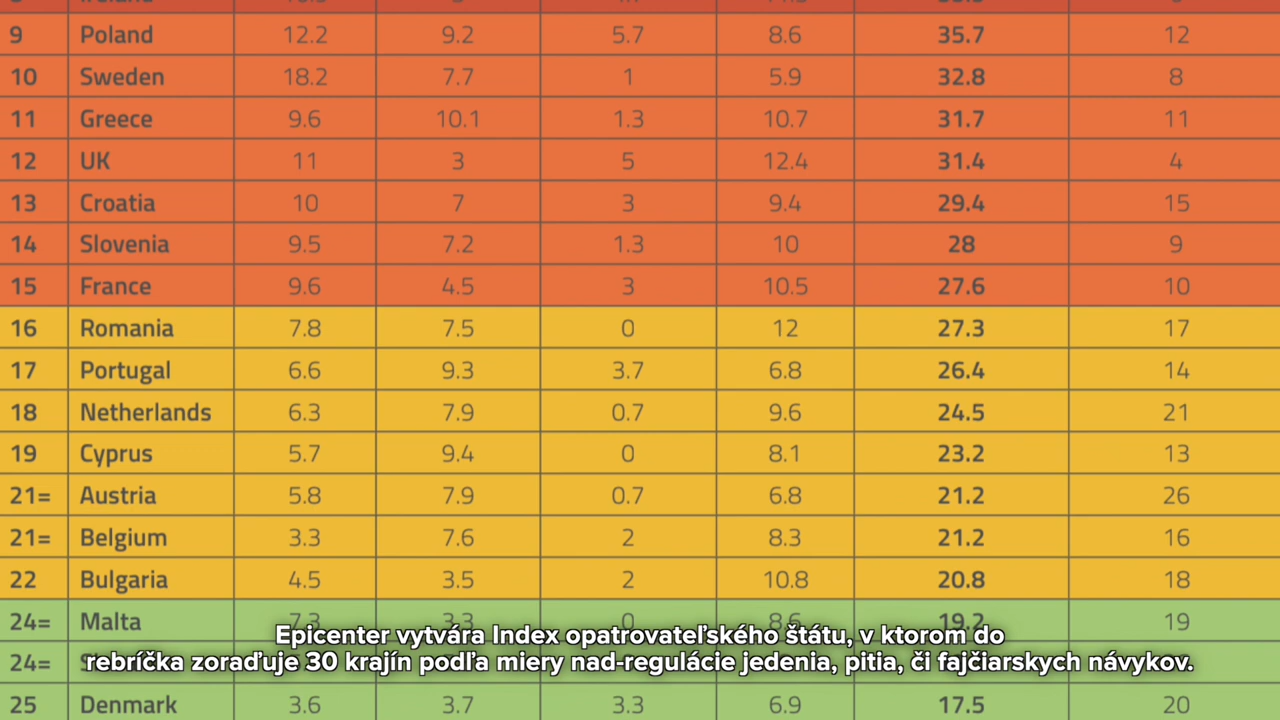 9 Poland 12.2 9.2 5.7 8.6 35.7 12
10 Sweden 18.2 7.7 1 5.9 32.8 8
11 Greece 9.6 10.1 1.3 10.7 31.7 11
12 UK 11 3 5 12.4 31.4 4
13 Croatia 10 7 3 9.4 29.4 15
14 Slovenia 9.5 7.2 1.3 10 28 9
15 France 9.6 4.5 3 10.5 27.6 10
16 Romania 7.8 7.5 0 12 27.3 17
17 Portugal 6.6 9.3 3.7 6.8 26.4 14
18 Netherlands 6.3 7.9 0.7 9.6 24.5 21
19 Cyprus 5.7 9.4 0 8.1 23.2 13
21= Austria 5.8 7.9 0.7 6.8 21.2 26
21= Belgium 3.3 7.6 2 8.3 21.2 16
22 Bulgaria 4.5 3.5 2 10.8 20.8 18
24= Malta 7.3 3.3 0 8.6 19.2 19
Epicenter vytvára Index opatrovateľského štátu, v ktorom do
rebríčka zoraďuje 30 krajín podľa miery nad-regulácie jedenia, pitia, či fajčiarskych návykov.
24=
25 Denmark 3.6 3.7 3.3 6.9 17.5 20